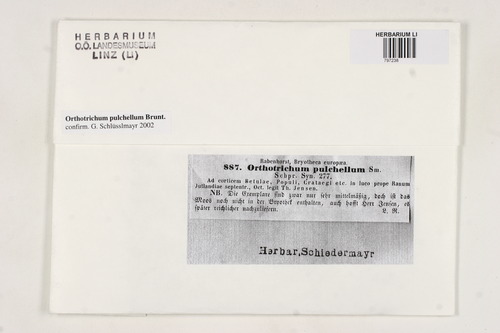 HERBARIUM
O.Ö. LANDESMUSEUM
LINZ (LI)
HERBARIUM LI
797238
Orthotrichum pulchellum Brunt.
confirm. G. Schlüsslmayr 2002
Rabenhorst, Bryotheca europæa.
887. Orthotrichum pulchellum Sm.
Schpr. Syn. 277.
Ad corticem Betulae, Populi, Crataegi etc. in luco prope Ranum
Jutlandiae septentr., Oct. legit Th. Jensen.
NB. Die Exemplare sind zwar nur sehr mittelmäßig, doch ist das
Moos noch nicht in der Bryothek enthalten, auch hofft Herr Jensen, es
später reichlicher nachzuliefern. L. R.
Herbar, Schiedermayr